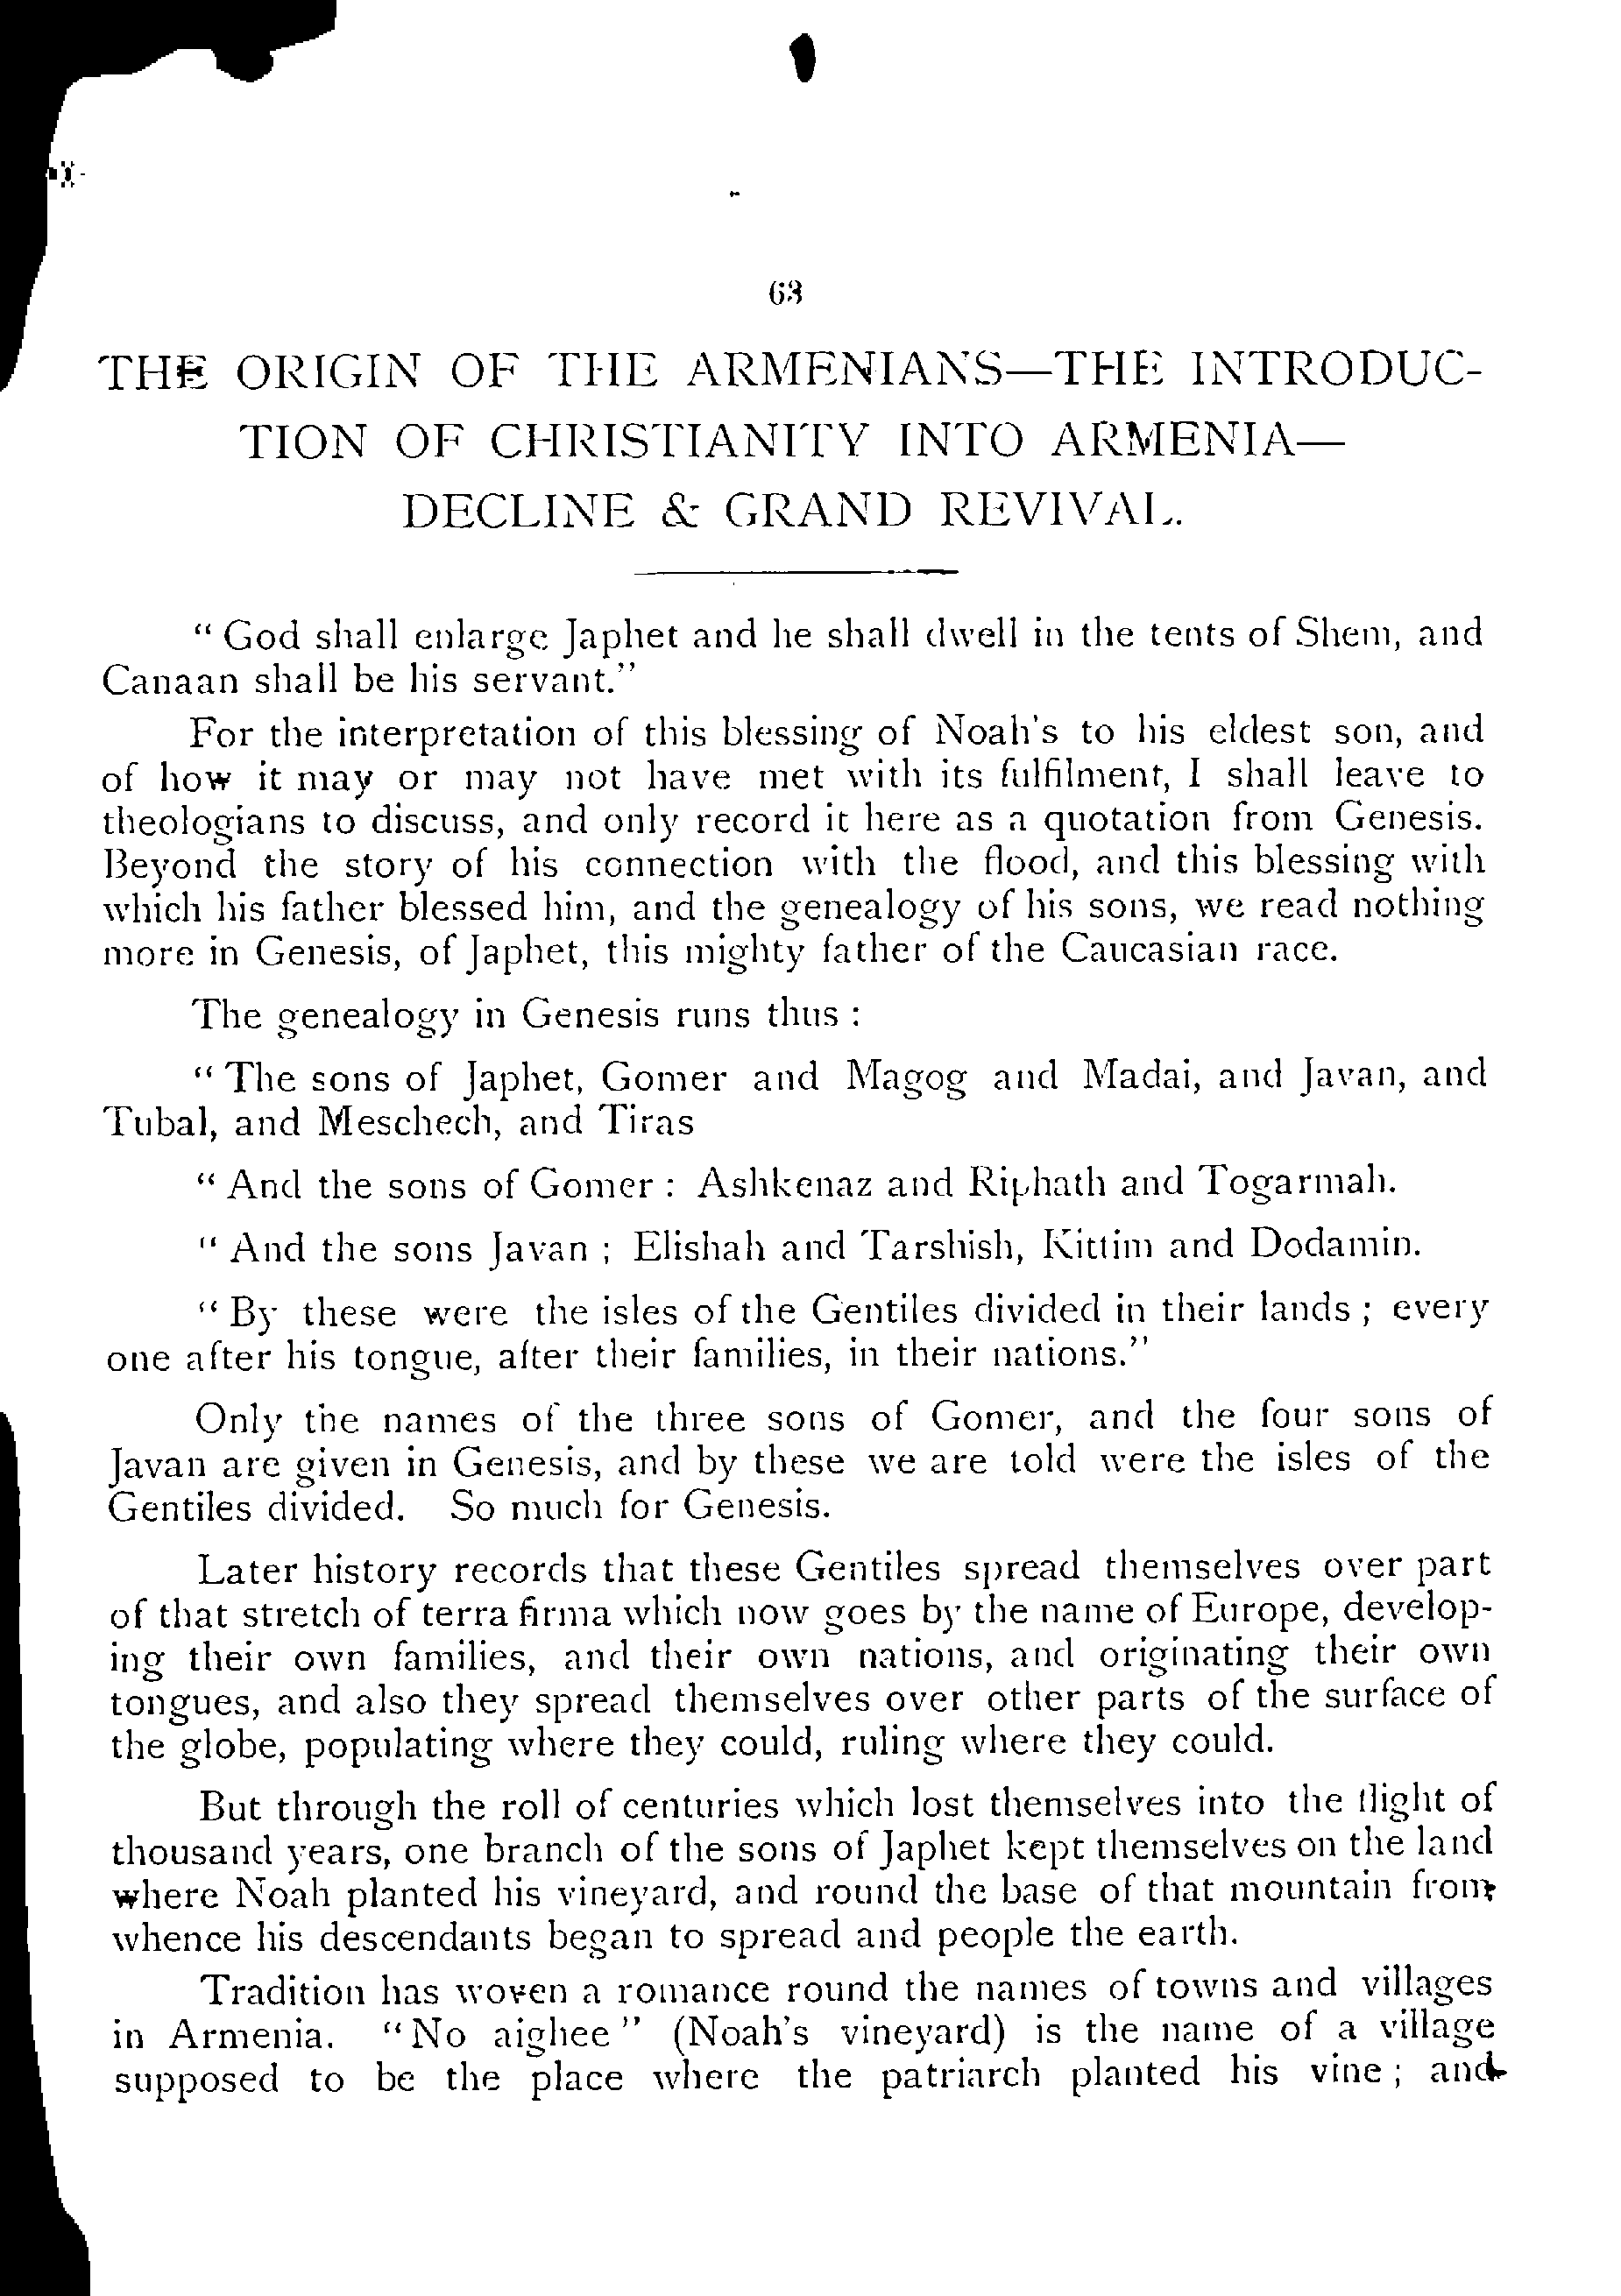 63
THE ORIGIN OF THE ARMENIANS—THE INTRODUC-
TION OF CHRISTIANITY INTO ARMENIA—
DECLINE & GRAND REVIVAL.
" God shall enlarge Japhet and he shall dwell in the tents of Shem, and
Canaan shall be his servant."
For the interpretation of this blessing of Noah's to his eldest son, and
of how it may or may not have met with its fulfilment, I shall leave to
theologians to discuss, and only record it here as a quotation from Genesis.
Beyond the story of his connection with the flood, and this blessing with
which his father blessed him, and the genealogy of his sons, we read nothing
more in Genesis, of Japhet, this mighty father of the Caucasian race.
The genealogy in Genesis runs thus :
" The sons of Japhet, Gomer and Magog and Madai, and Javan, and
Tubal, and Meschech, and Tiras
" And the sons of Gomer : Ashkenaz and Riphath and Togarmah.
" And the sons Javan ; Elishah and Tarshish, Kittim and Dodamin.
" By these were the isles of the Gentiles divided in their lands ; every
one after his tongue, after their families, in their nations."
Only the names of the three sons of Gomer, and the four sons of
Javan are given in Genesis, and by these we are told were the isles of the
Gentiles divided. So much for Genesis.
Later history records that these Gentiles spread themselves over part
of that stretch of terra firma which now goes by the name of Europe, develop-
ing their own families, and their own nations, and originating their own
tongues, and also they spread themselves over other parts of the surface of
the globe, populating where they could, ruling where they could.
But through the roll of centuries which lost themselves into the flight of
thousand years, one branch of the sons of Japhet kept themselves on the land
where Noah planted his vineyard, and round the base of that mountain from
whence his descendants began to spread and people the earth.
Tradition has woven a romance round the names of towns and villages
in Armenia. "No aighee" (Noah's vineyard) is the name of a village
supposed to be the place where the patriarch planted his vine ; and